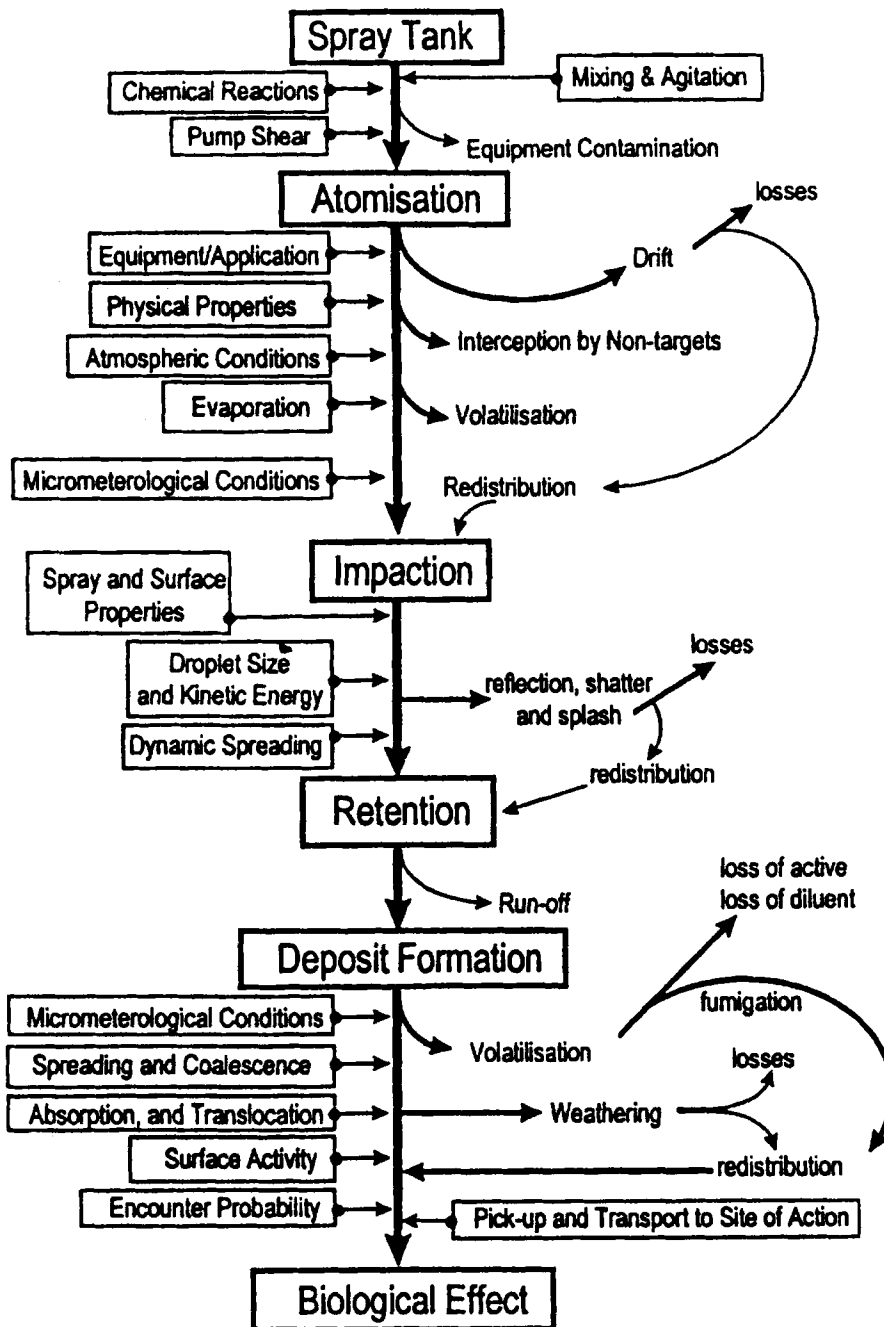 Spray Tank
Mixing & Agitation
Chemical Reactions
Pump Shear
Equipment Contamination
Atomisation
losses
Equipment/Application
Drift
Physical Properties
Interception by Non-targets
Atmospheric Conditions
Evaporation
Volatilisation
Micrometerological Conditions
Redistribution
Impaction
Spray and Surface
Properties
Droplet Size
and Kinetic Energy
losses
reflection, shatter
and splash
Dynamic Spreading
redistribution
Retention
loss of active
loss of diluent
Run-off
Deposit Formation
fumigation
Micrometerological Conditions
Volatilisation
Spreading and Coalescence
losses
Absorption, and Translocation
Weathering
Surface Activity
redistribution
Encounter Probability
Pick-up and Transport to Site of Action
Biological Effect